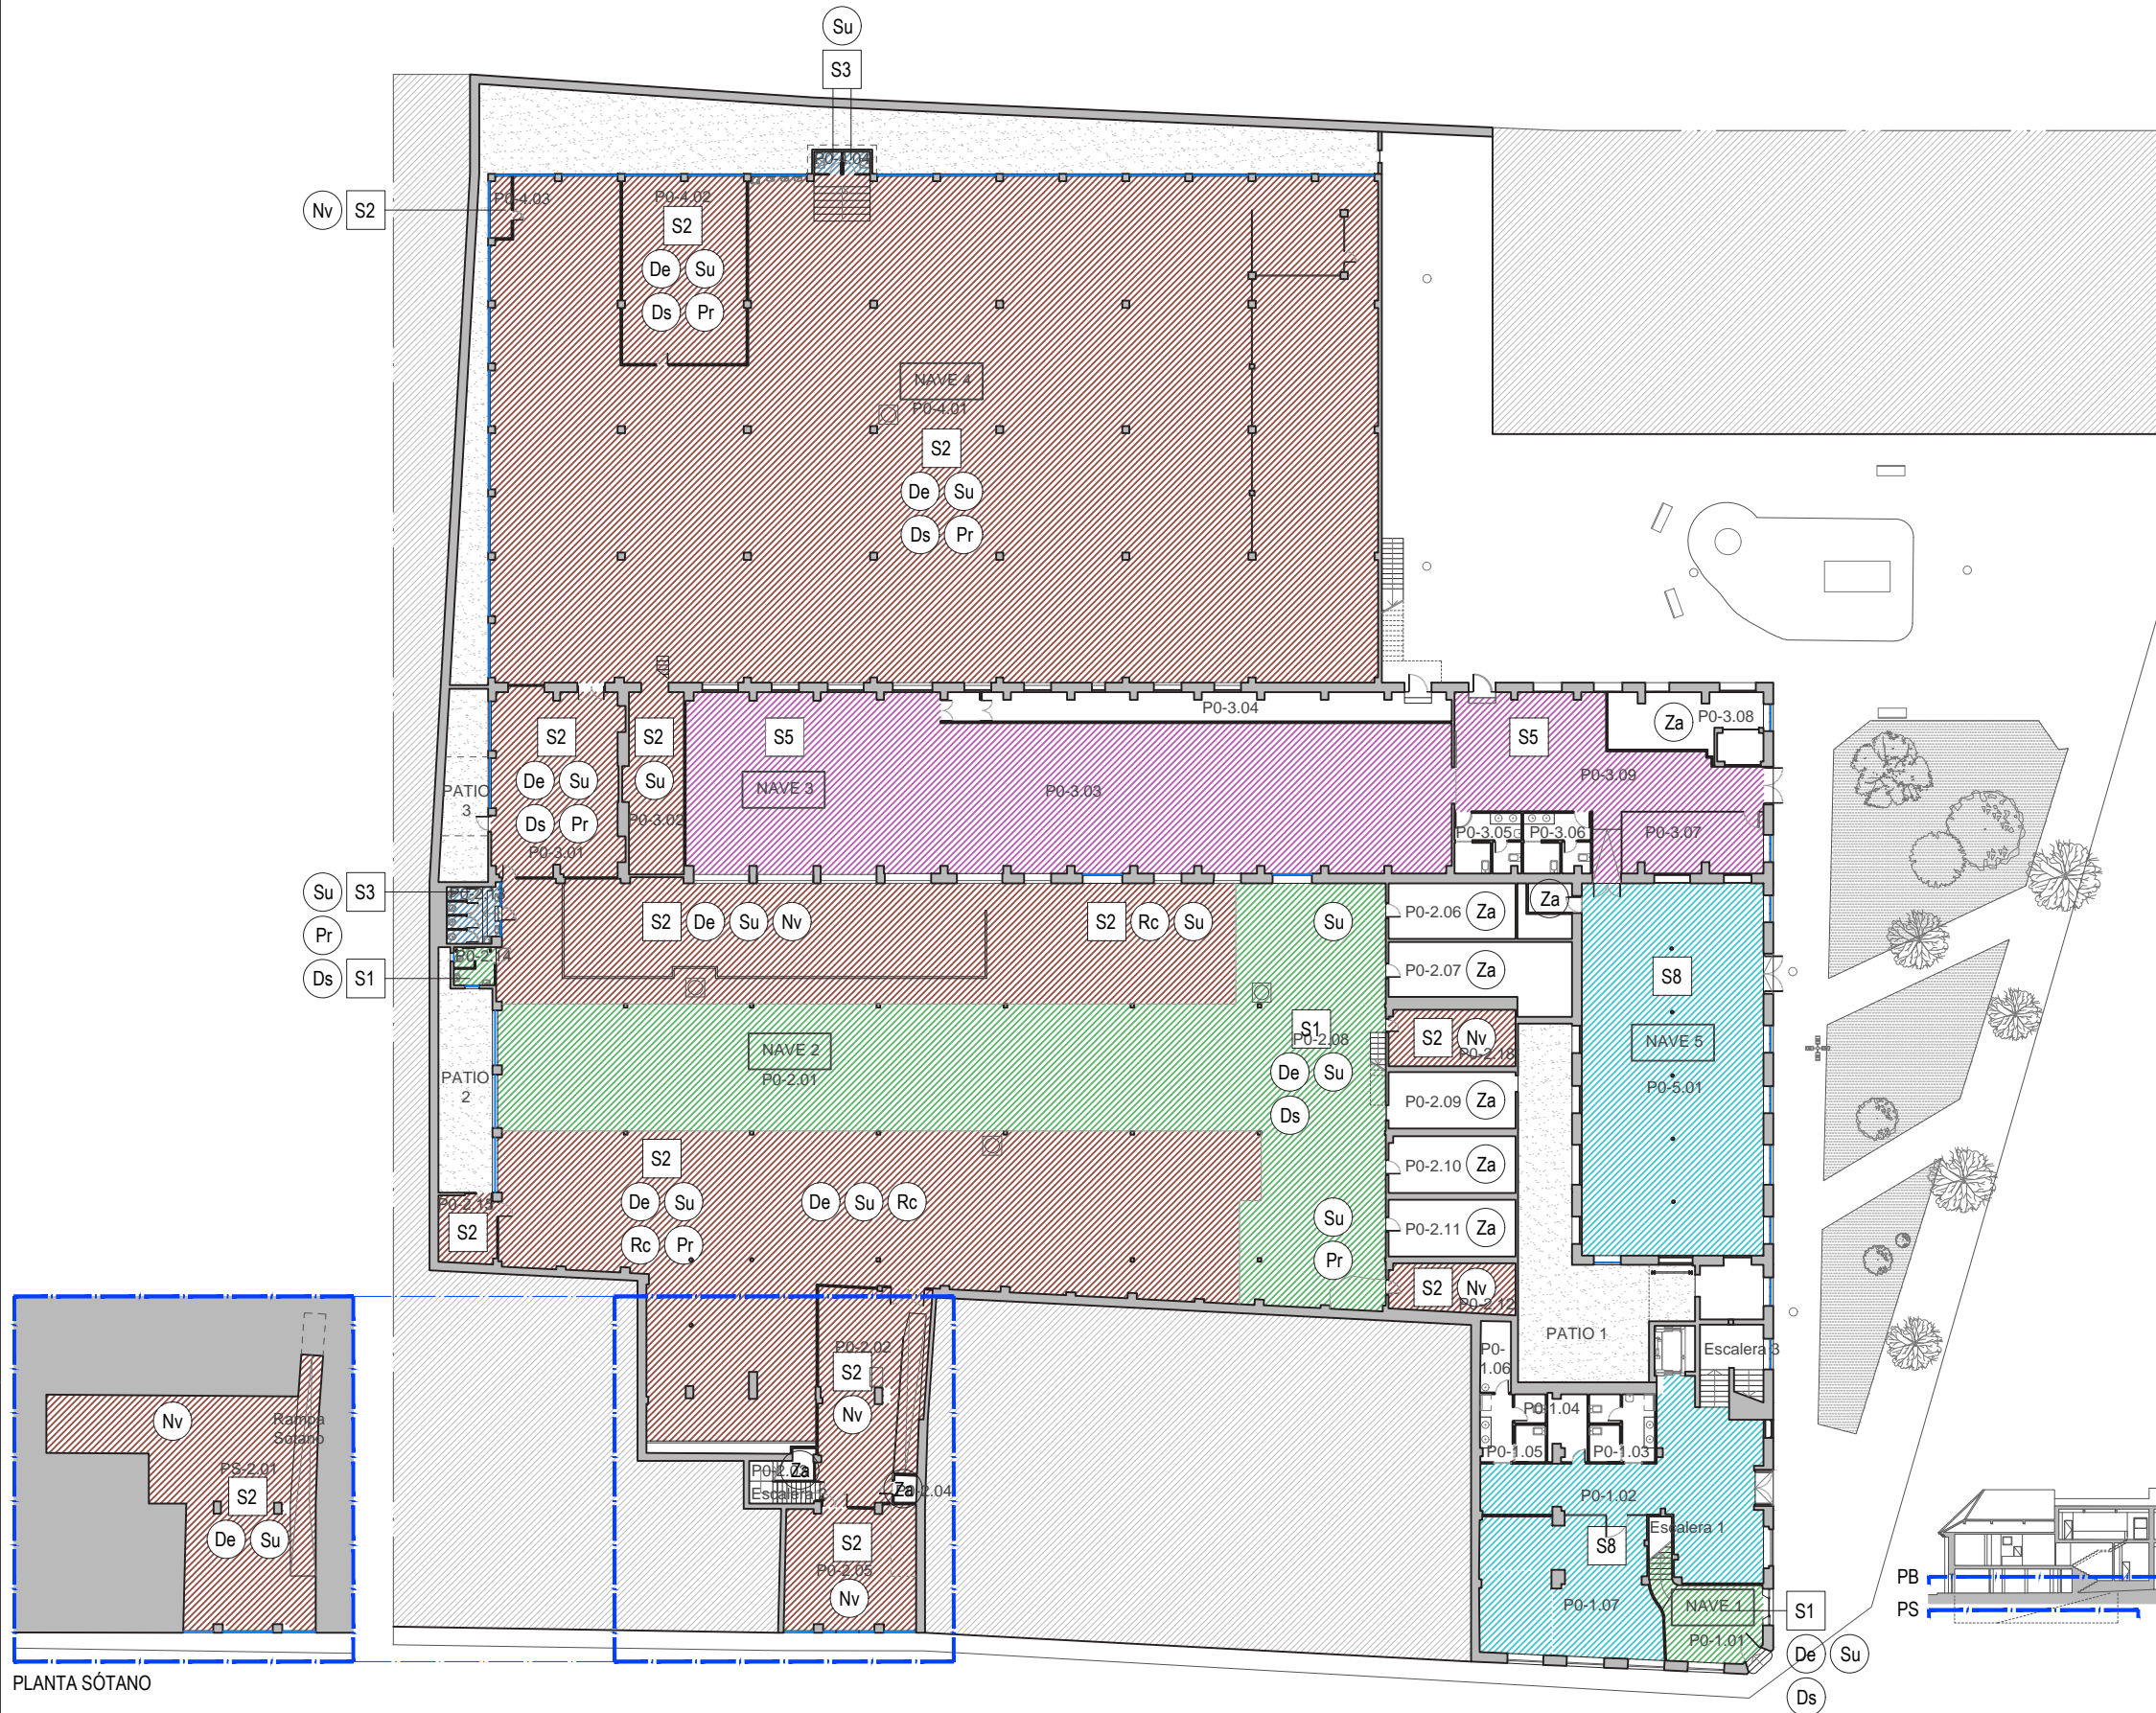 Su
S3
P0-4.04
P0-4.03
P0-4.02
Nv S2
S2
De Su
Ds Pr
NAVE 4
P0-4.01
S2
De Su
Ds Pr
P0-3.04
S2
S2
S5
S5
Za
P0-3.08
De Su
Su
NAVE 3
P0-3.03
P0-3.09
PATIO
3
Ds Pr
P0-3.02
P0-3.01
P0-3.05
P0-3.06
P0-3.07
Su S3
Pr
Ds S1
P0-2.14
S2 De Su Nv
S2 Rc Su
Su
P0-2.06 Za
Za
P0-2.07 Za
S8
NAVE 5
P0-5.01
S1
P0-2.08
S2 Nv
P0-2.18
NAVE 2
P0-2.01
PATIO
2
De Su
Ds
P0-2.09 Za
P0-2.10 Za
P0-2.11 Za
S2
De Su
Rc Pr
De Su Rc
Su
Pr
P0-2.15
S2
S2 Nv
P0-2.12
PATIO 1
P0-
1.06
Escalera 3
P0-2.02
S2
Nv
P0-1.04
P0-1.05
P0-1.03
Nv
Rampa
Sótano
PS-2.01
S2
De Su
Za
Escalera 2
Za
P0-2.04
S2
P0-2.05
Nv
P0-1.02
Escalera 1
S8
P0-1.07
NAVE 1
P0-1.01
S1
De Su
Ds
PB
PS
PLANTA SÓTANO